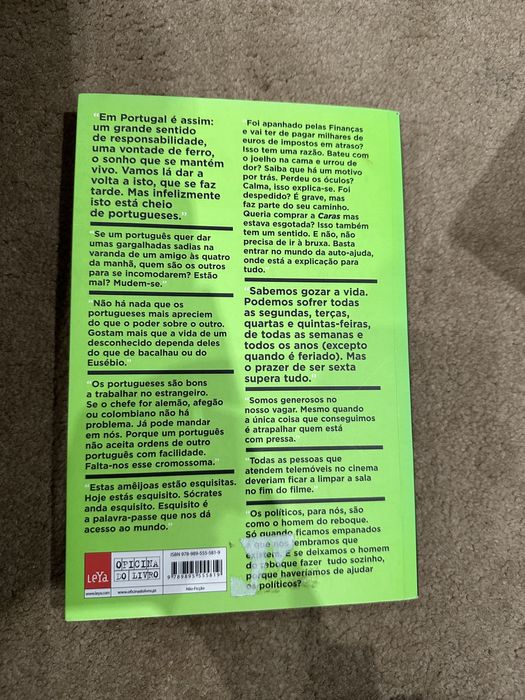 "Em Portugal é assim:
um grande sentido
de responsabilidade,
uma vontade de ferro,
o sonho que se mantém
vivo. Vamos lá dar a
volta a isto, que se faz
tarde. Mas infelizmente
isto está cheio
de portugueses."
"Se um português quer dar
umas gargalhadas sadias na
varanda de um amigo às quatro
da manhã, quem são os outros
para se incomodarem? Estão
mal? Mudem-se."
"Não há nada que os
portugueses mais apreciem
do que o poder sobre o outro.
Gostam mais que a vida de um
desconhecido dependa deles
do que de bacalhau ou do
Eusébio."
"Os portugueses são bons
a trabalhar no estrangeiro.
Se o chefe for alemão, afegão
ou colombiano não há
problema. Já pode mandar
em nós. Porque um português
não aceita ordens de outro
português com facilidade.
Falta-nos esse cromossoma."
"Estas amêijoas estão esquisitas.
Hoje estás esquisito. Sócrates
anda esquisito. Esquisito é
a palavra-passe que nos dá
acesso ao mundo."
"Foi apanhado pelas Finanças
e vai ter de pagar milhares de
euros de impostos em atraso?
Isso tem uma razão. Bateu com
o joelho na cama e urrou de
dor? Saiba que há um motivo
por trás. Perdeu os óculos?
Calma, isso explica-se. Foi
despedido? É grave, mas
faz parte do seu caminho.
Queria comprar a Caras mas
estava esgotada? Isso também
tem um sentido. E não, não
precisa de ir à bruxa. Basta
entrar no mundo da auto-ajuda,
onde está a explicação para
tudo."
"Sabemos gozar a vida.
Podemos sofrer todas
as segundas, terças,
quartas e quintas-feiras,
de todas as semanas e
todos os anos (excepto
quando é feriado). Mas
o prazer de ser sexta
supera tudo."
"Somos generosos no
nosso vagar. Mesmo quando
a única coisa que conseguimos
é atrapalhar quem está
com pressa."
"Todas as pessoas que
atendem telemóveis no cinema
deveriam ficar a limpar a sala
no fim do filme."
"Os políticos, para nós, são
como o homem do reboque.
Só quando ficamos empanados
é que nos lembramos que
existem. E se deixamos o homem
do reboque fazer tudo sozinho,
porque haveríamos de ajudar
os políticos?
LeYa
www.leya.com
OFICINA
DO LIVRO
www.oficinadolivro.pt
ISBN 978-989-555-581-9
9 789895 555819
Não-Ficção